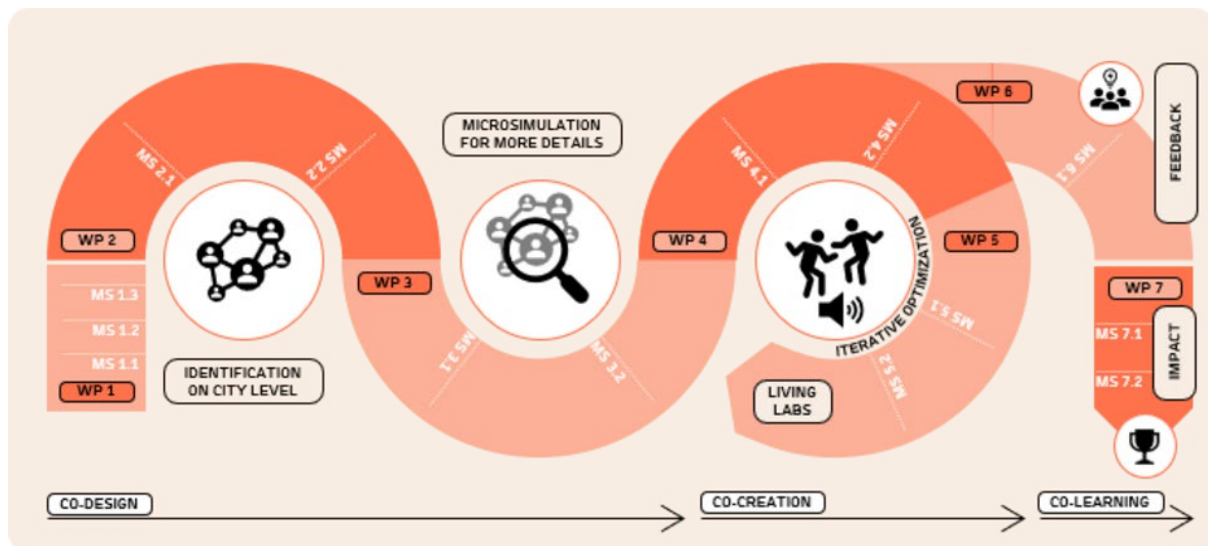 WP 6
FEEDBACK
MICROSIMULATION
FOR MORE DETAILS
MS 2.1
MS 2.2
MS 4.1
MS 4.2
MS 6.1
WP 2
WP 3
WP 4
WP 5
WP 7
MS 1.3
MS 1.2
MS 1.1
WP 1
IDENTIFICATION
ON CITY LEVEL
MS 3.1
MS 3.2
ITERATIVE OPTIMIZATION
MS 5.1
MS 5.2
LIVING
LABS
MS 7.1
MS 7.2
IMPACT
CO-DESIGN
CO-CREATION
CO-LEARNING